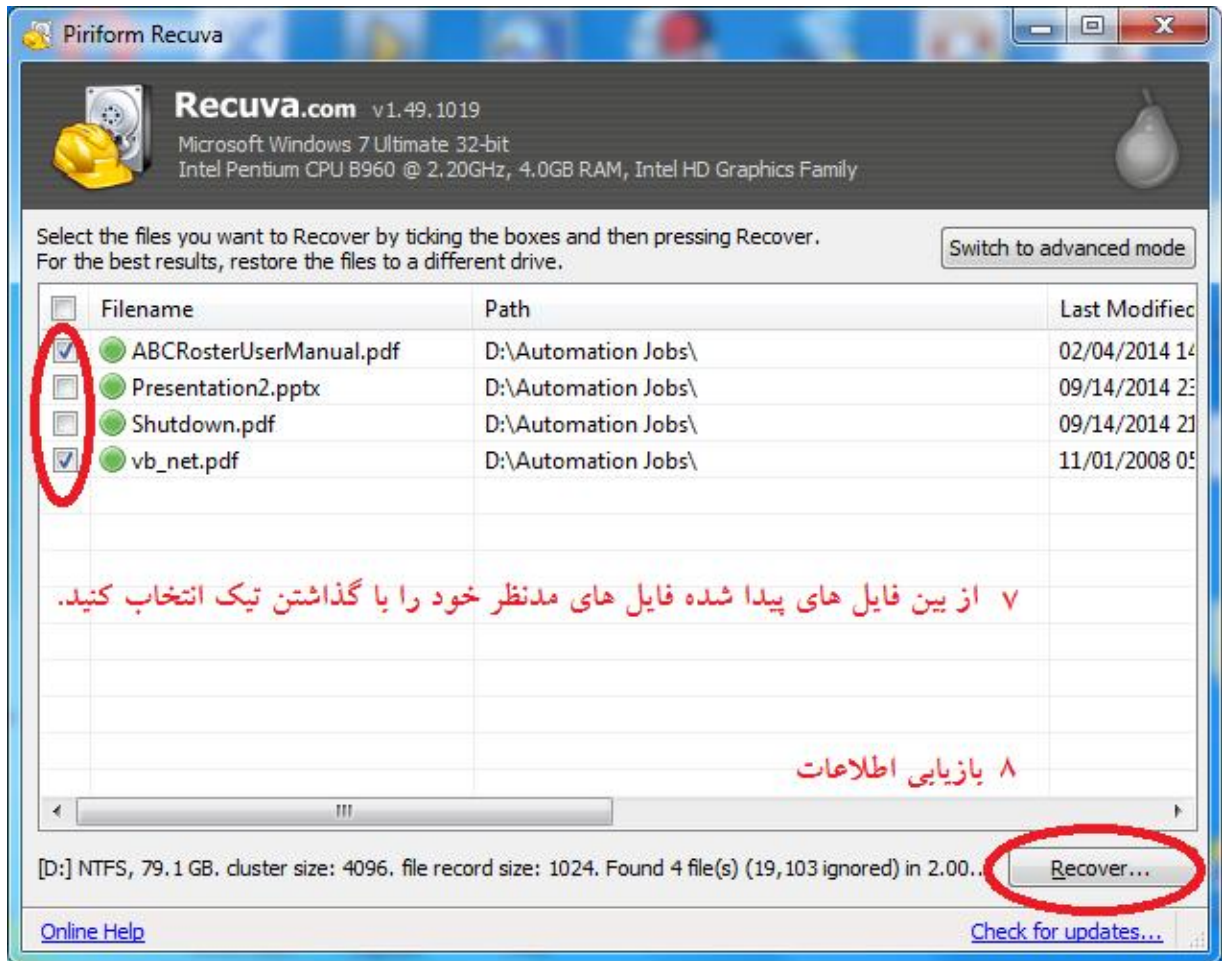 Piriform Recuva
Recuva.com v1.49.1019
Microsoft Windows 7 Ultimate 32-bit
Intel Pentium CPU B960 @ 2.20GHz, 4.0GB RAM, Intel HD Graphics Family
Select the files you want to Recover by ticking the boxes and then pressing Recover.
For the best results, restore the files to a different drive.
Switch to advanced mode
Filename Path Last Modified
ABCRosterUserManual.pdf D:\Automation Jobs\ 02/04/2014 14
Presentation2.pptx D:\Automation Jobs\ 09/14/2014 23
Shutdown.pdf D:\Automation Jobs\ 09/14/2014 21
vb_net.pdf D:\Automation Jobs\ 11/01/2008 05
۷ از بین فایل های پیدا شده فایل های مدنظر خود را با گذاشتن تیک انتخاب کنید.
۸ بازیابی اطلاعات
[D:] NTFS, 79.1 GB. cluster size: 4096. file record size: 1024. Found 4 file(s) (19,103 ignored) in 2.00..
Recover...
Online Help Check for updates...